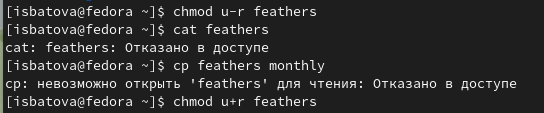 [isbatova@fedora ~]$ chmod u-r feathers
[isbatova@fedora ~]$ cat feathers
cat: feathers: Отказано в доступе
[isbatova@fedora ~]$ cp feathers monthly
cp: невозможно открыть 'feathers' для чтения: Отказано в доступе
[isbatova@fedora ~]$ chmod u+r feathers